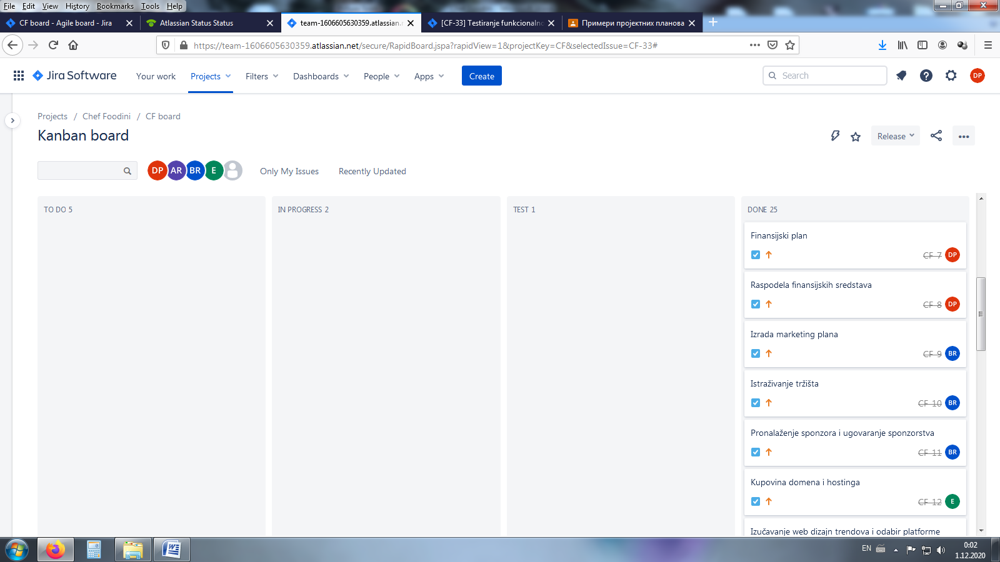 File Edit View History Bookmarks Tools Help
CF board - Agile board - Jira
Atlassian Status Status
team-1606605630359.atlassian.
[CF-33] Testiranje funkcionaln
Примери пројектних планова
https://team-1606605630359.atlassian.net/secure/RapidBoard.jspa?rapidView=1&projectKey=CF&selectedIssue=CF-33#
Jira Software Your work Projects Filters Dashboards People Apps Create Search DP
Projects / Chef Foodini / CF board
Kanban board
Release
DP AR BR E Only My Issues Recently Updated
TO DO 5
IN PROGRESS 2
TEST 1
DONE 25
Finansijski plan
CF-7 DP
Raspodela finansijskih sredstava
CF-8 DP
Izrada marketing plana
CF-9 BR
Istraživanje tržišta
CF-10 BR
Pronalaženje sponzora i ugovaranje sponzorstva
CF-11 BR
Kupovina domena i hostinga
CF-12 E
Izučavanje web dizajn trendova i odabir platforme
EN
0:02
1.12.2020